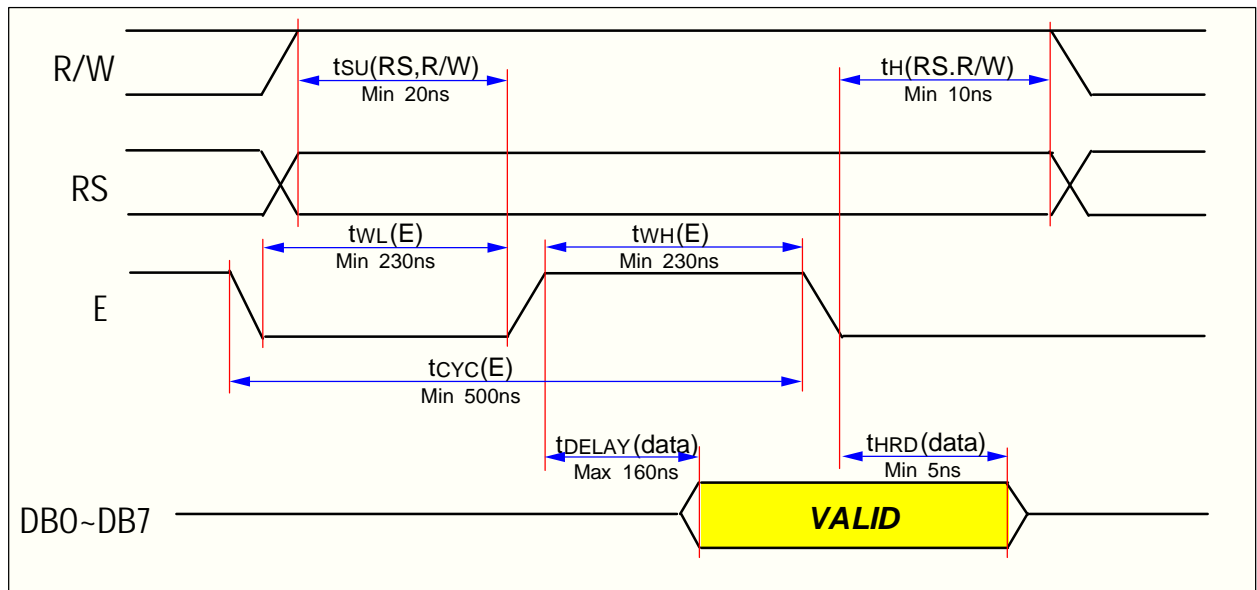 R/W
tSU(RS,R/W)
Min 20ns
tH(RS.R/W)
Min 10ns
RS
tWL(E)
Min 230ns
tWH(E)
Min 230ns
E
tCYC(E)
Min 500ns
tDELAY(data)
Max 160ns
tHRD(data)
Min 5ns
DB0~DB7
VALID